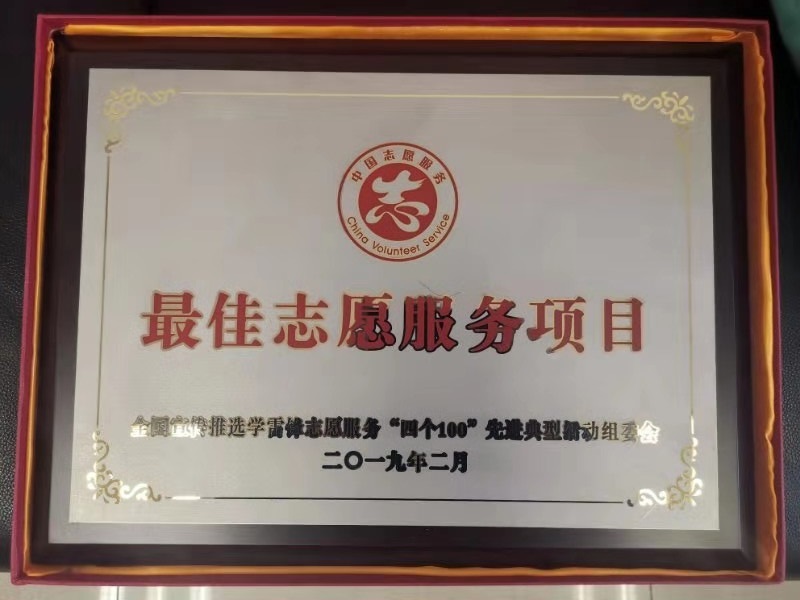 中国志愿服务
志
China Volunteer Service
最佳志愿服务项目
全国宣传推选学雷锋志愿服务“四个100”先进典型活动组委会
二〇一九年二月